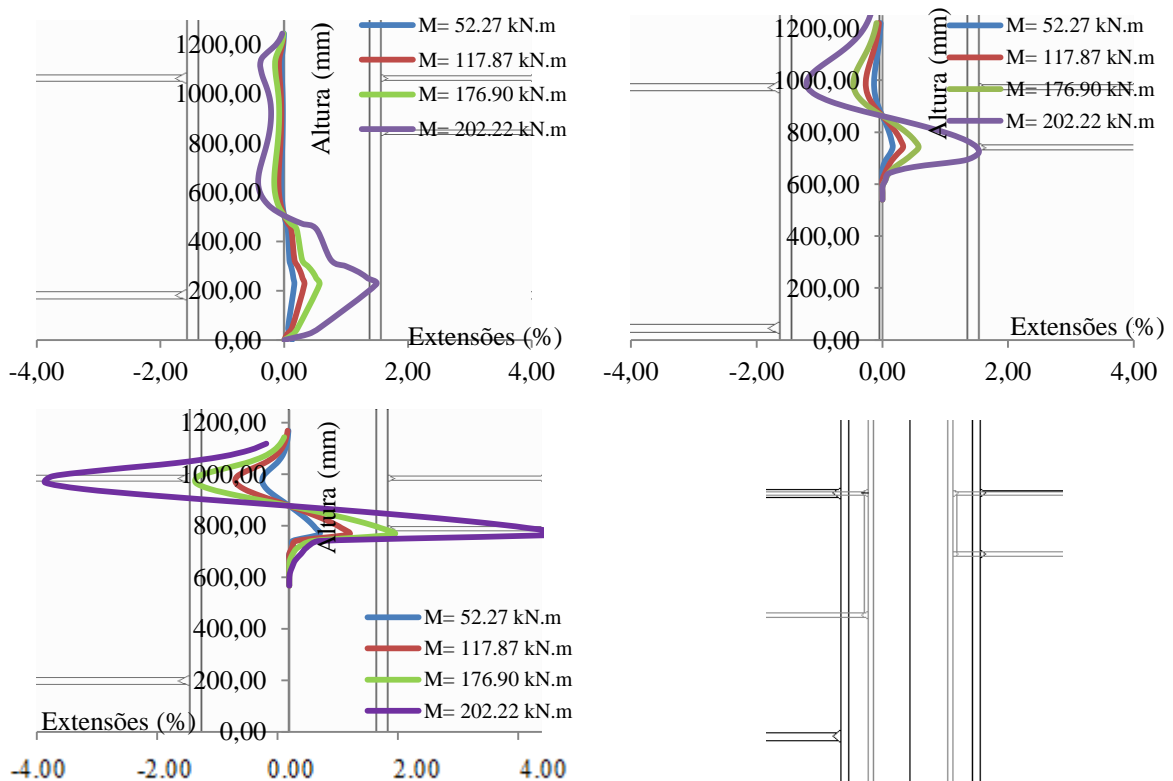 1200,00
1000,00
800,00
600,00
400,00
200,00
0,00
Altura (mm)
M= 52.27 kN.m
M= 117.87 kN.m
M= 176.90 kN.m
M= 202.22 kN.m
Extensões (%)
-4,00 -2,00 0,00 2,00 4,00
1200,00
1000,00
800,00
600,00
400,00
200,00
0,00
Altura (mm)
M= 52.27 kN.m
M= 117.87 kN.m
M= 176.90 kN.m
M= 202.22 kN.m
Extensões (%)
-4,00 -2,00 0,00 2,00 4,00
1200,00
1000,00
800,00
600,00
400,00
200,00
0,00
Altura (mm)
M= 52.27 kN.m
M= 117.87 kN.m
M= 176.90 kN.m
M= 202.22 kN.m
Extensões (%)
-4.00 -2.00 0.00 2.00 4.00